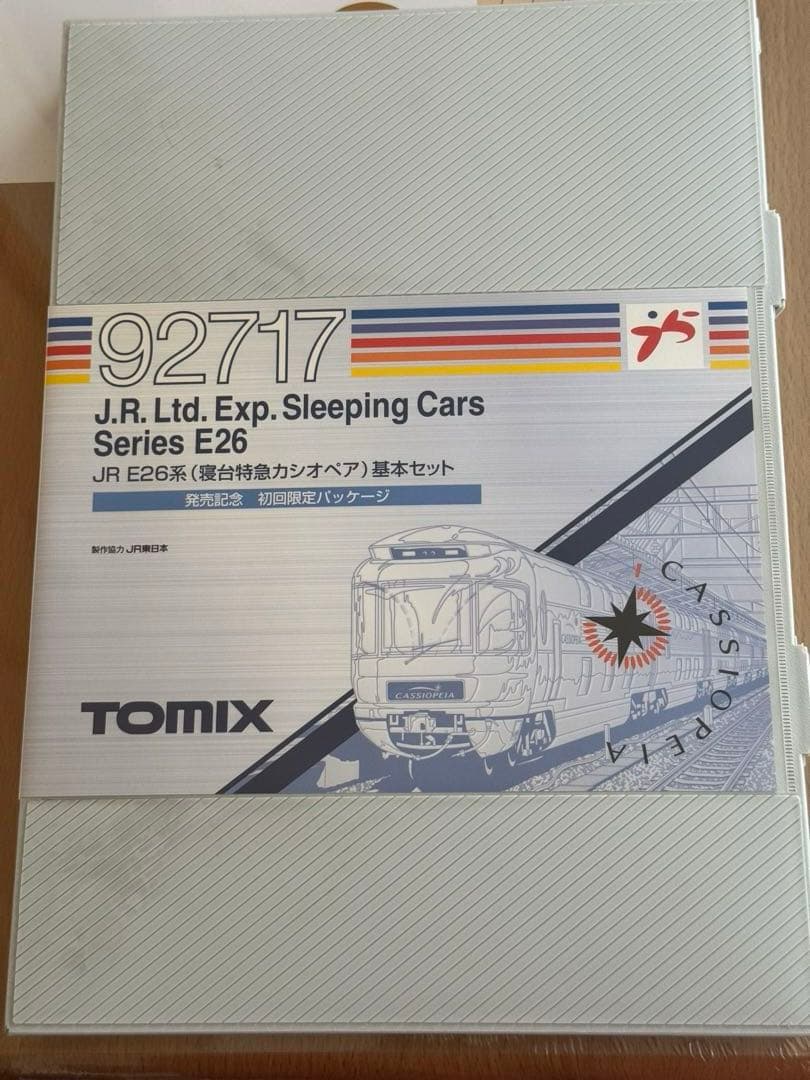 92717
J.R. Ltd. Exp. Sleeping Cars
Series E26
JR E26系(寝台特急カシオペア)基本セット
発売記念 初回限定パッケージ
製作協力 JR東日本
CASSIOPEIA
CASSIOPEIA
CASSIOPEIA
TOMIX